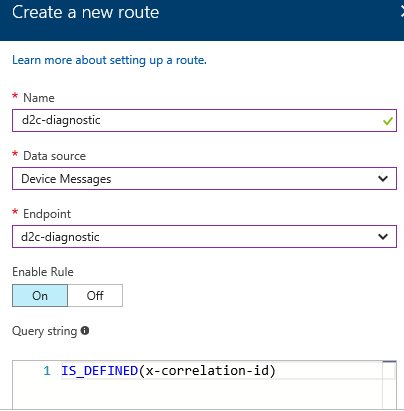 Create a new route
Learn more about setting up a route.
* Name
d2c-diagnostic
* Data source
Device Messages
* Endpoint
d2c-diagnostic
Enable Rule
On Off
Query string
1 IS_DEFINED(x-correlation-id)